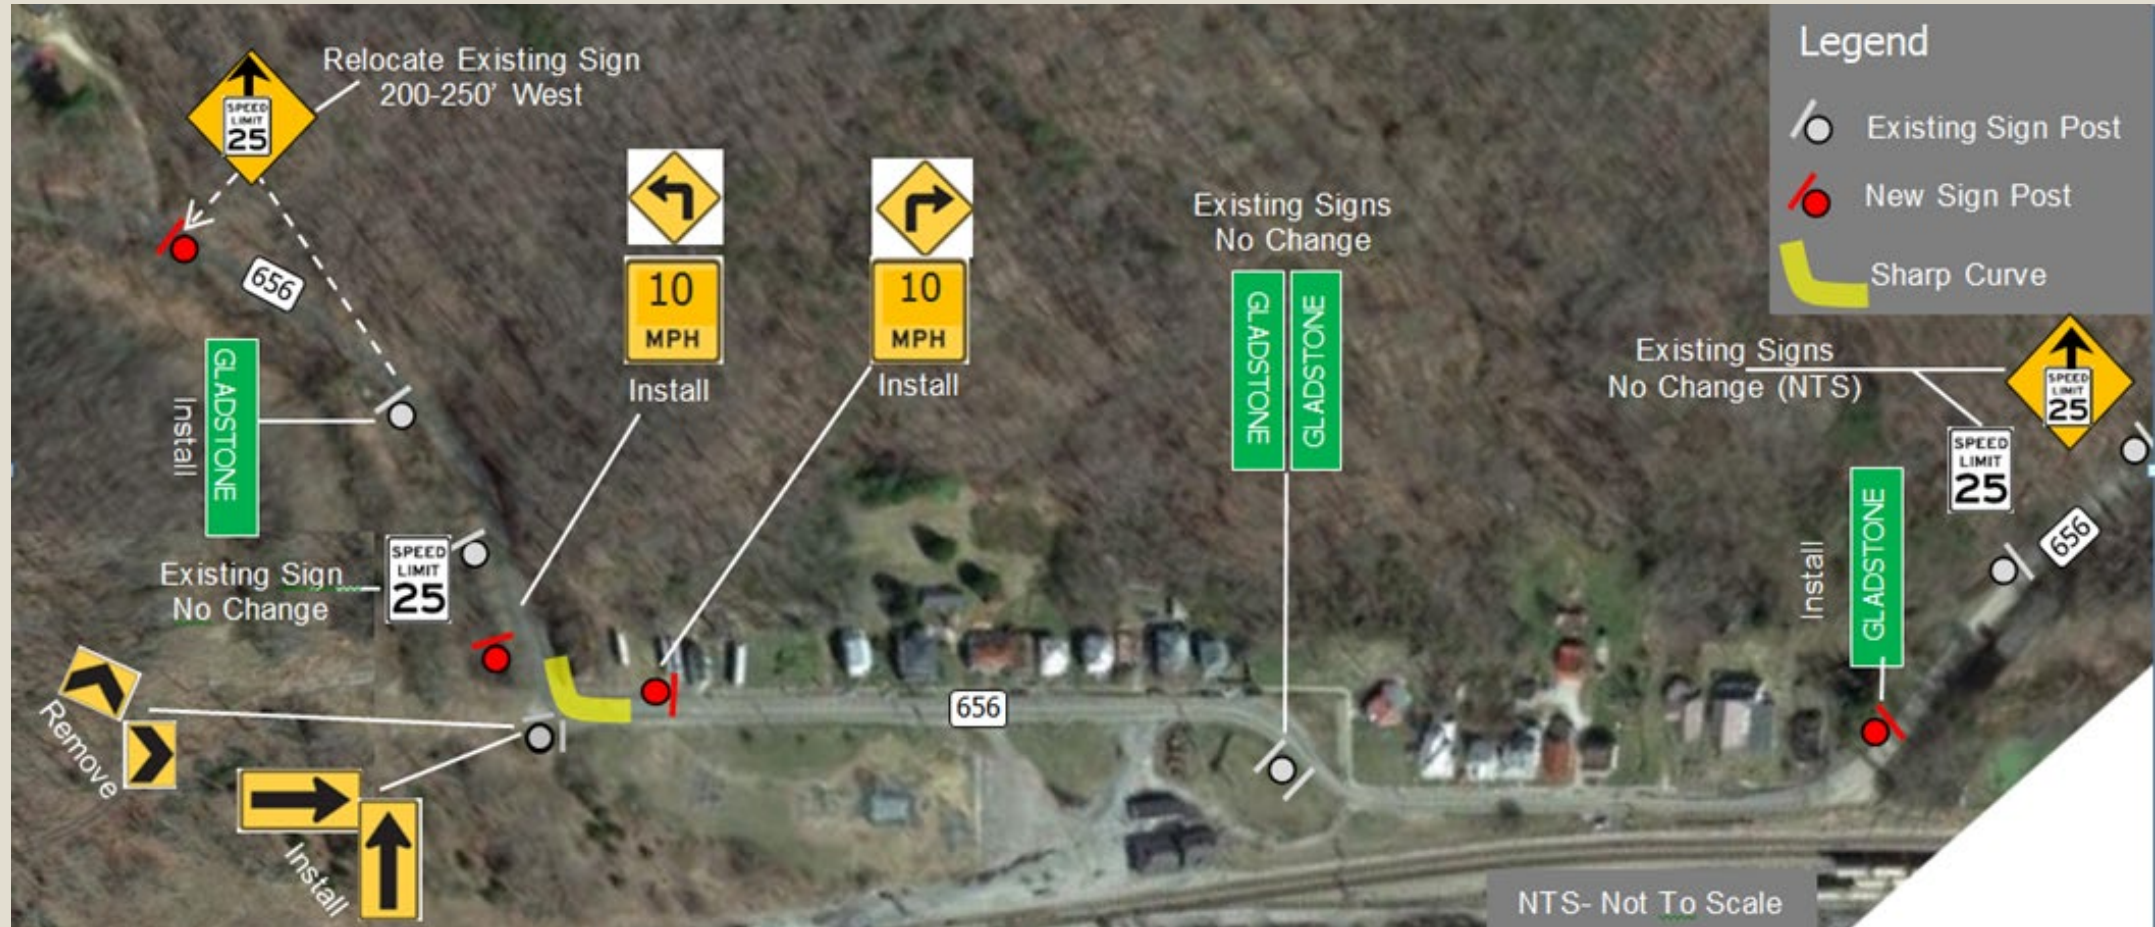 Legend
Existing Sign Post
New Sign Post
Sharp Curve
SPEED
LIMIT
25
Relocate Existing Sign
200-250' West
656
GLADSTONE
Install
10
MPH
Install
10
MPH
Install
Existing Signs
No Change
GLADSTONE
GLADSTONE
Existing Signs
No Change (NTS)
SPEED
LIMIT
25
SPEED
LIMIT
25
656
GLADSTONE
Install
Existing Sign
No Change
SPEED
LIMIT
25
Remove
Install
656
NTS- Not To Scale